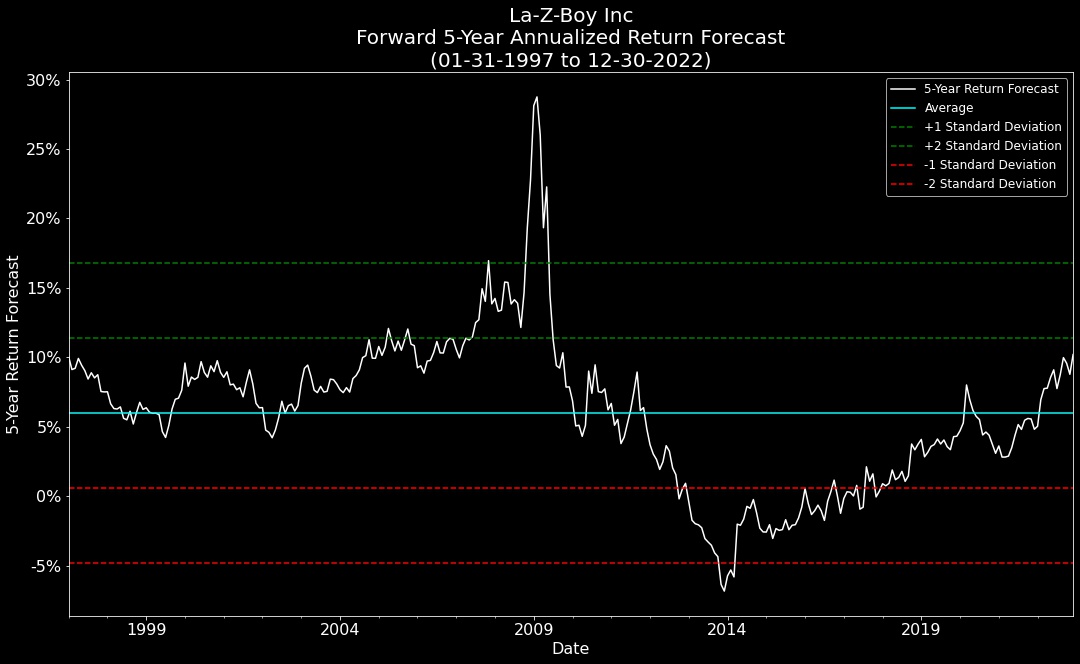 La-Z-Boy Inc
Forward 5-Year Annualized Return Forecast
(01-31-1997 to 12-30-2022)
5-Year Return Forecast
Average
+1 Standard Deviation
+2 Standard Deviation
-1 Standard Deviation
-2 Standard Deviation
5-Year Return Forecast
30%
25%
20%
15%
10%
5%
0%
-5%
1999 2004 2009 2014 2019
Date